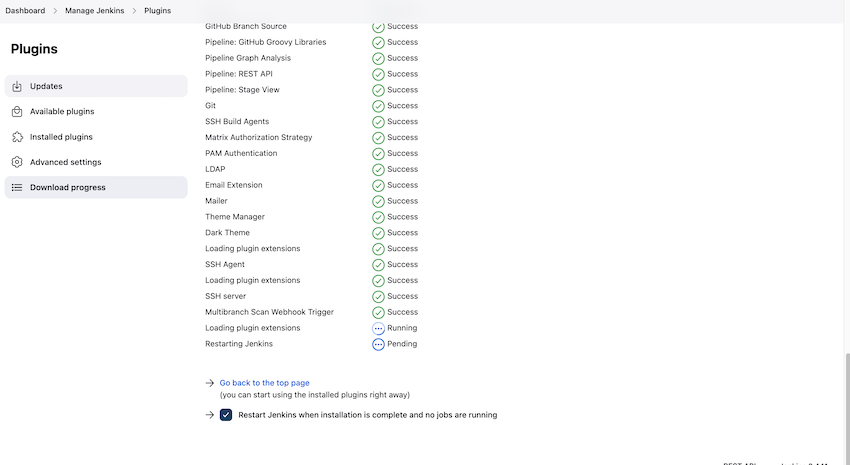 Dashboard > Manage Jenkins > Plugins
Plugins
Updates
Available plugins
Installed plugins
Advanced settings
Download progress
GitHub Branch Source Success
Pipeline: GitHub Groovy Libraries Success
Pipeline Graph Analysis Success
Pipeline: REST API Success
Pipeline: Stage View Success
Git Success
SSH Build Agents Success
Matrix Authorization Strategy Success
PAM Authentication Success
LDAP Success
Email Extension Success
Mailer Success
Theme Manager Success
Dark Theme Success
Loading plugin extensions Success
SSH Agent Success
Loading plugin extensions Success
SSH server Success
Multibranch Scan Webhook Trigger Success
Loading plugin extensions Running
Restarting Jenkins Pending
Go back to the top page
(you can start using the installed plugins right away)
Restart Jenkins when installation is complete and no jobs are running
REST API